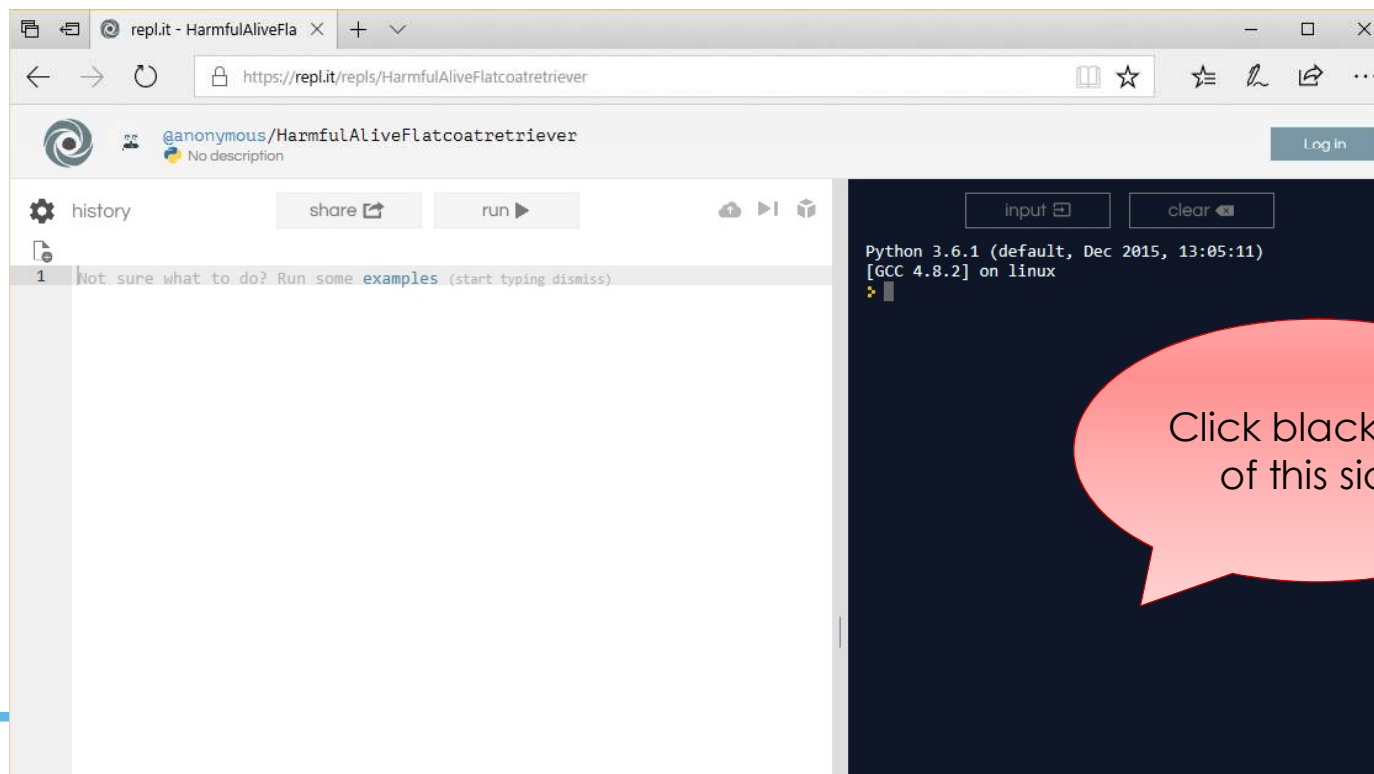 repl.it - HarmfulAliveFla
https://repl.it/repls/HarmfulAliveFlatcoatretriever
@anonymous/HarmfulAliveFlatcoatretriever
No description
Log in
history
share
run
input
clear
1 Not sure what to do? Run some examples (start typing dismiss)
Python 3.6.1 (default, Dec 2015, 13:05:11)
[GCC 4.8.2] on linux
Click black
of this